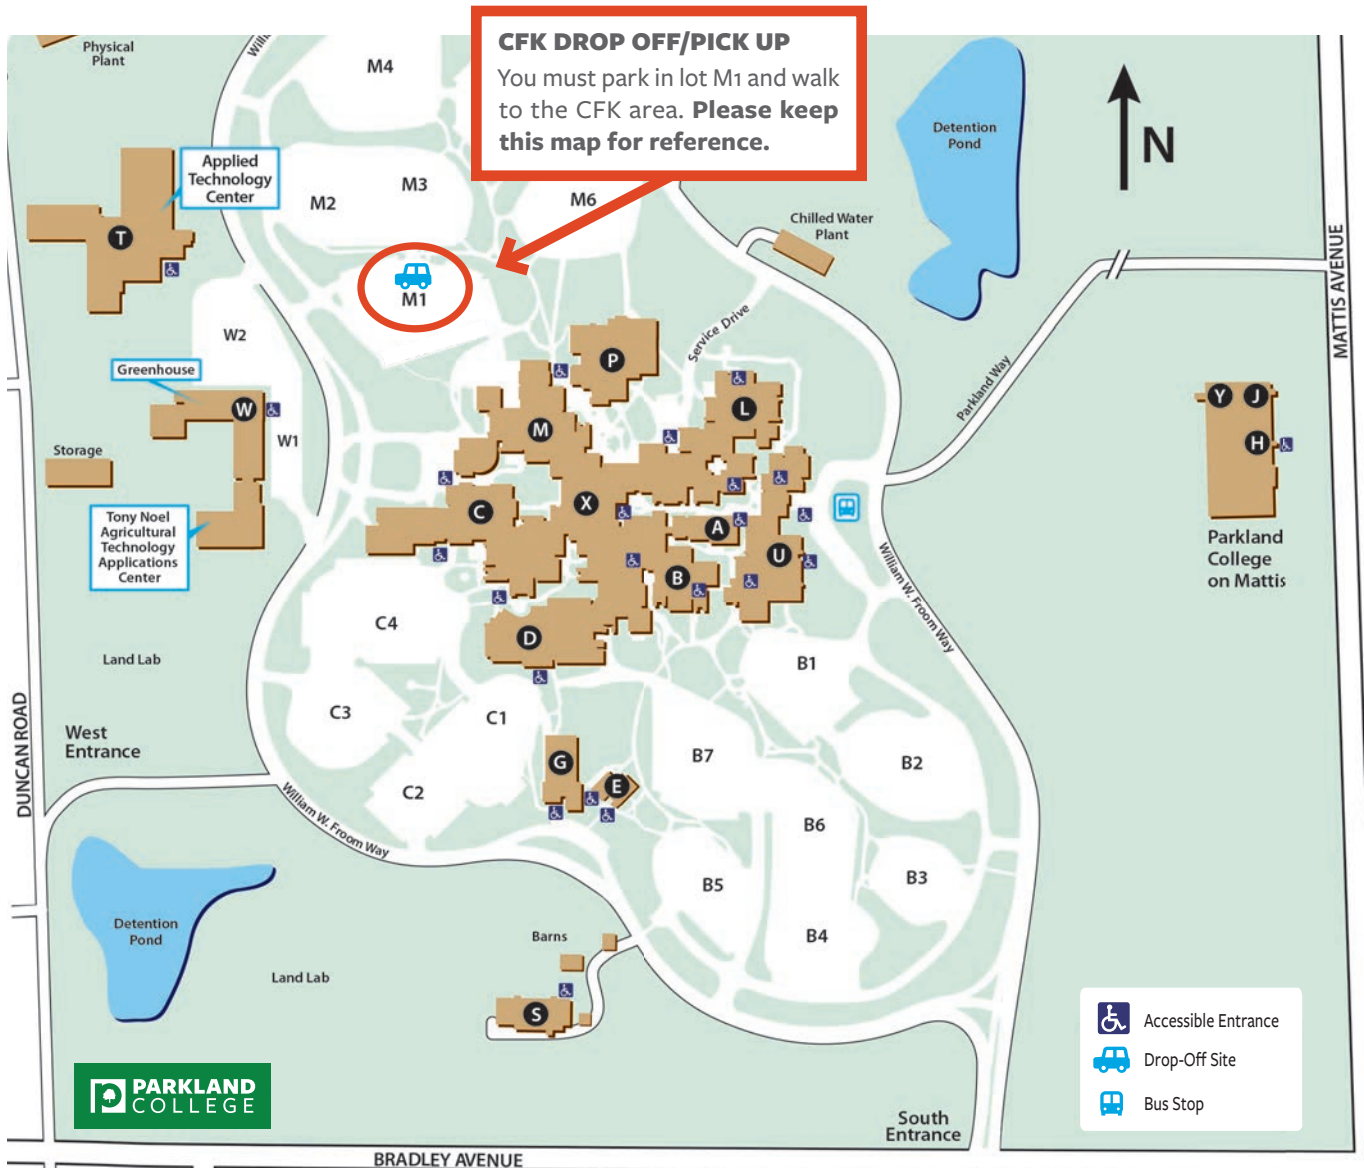 CFK DROP OFF/PICK UP
You must park in lot M1 and walk
to the CFK area. Please keep
this map for reference.
Physical
Plant
M4
Detention
Pond
N
Applied
Technology
Center
M3
M2
M6
Chilled Water
Plant
T
M1
MATTIS AVENUE
W2
Service Drive
P
Greenhouse
Parkland Way
Y
J
W
L
M
H
W1
Storage
X
C
A
Tony Noel
Agricultural
Technology
Applications
Center
Parkland
College
on Mattis
U
B
William W. Froom Way
C4
D
Land Lab
B1
DUNCAN ROAD
West
Entrance
C3
C1
B7
B2
G
E
C2
William W. Froom Way
B6
B5
B3
Detention
Pond
Barns
B4
Land Lab
S
Accessible Entrance
Drop-Off Site
Bus Stop
PARKLAND
COLLEGE
South
Entrance
BRADLEY AVENUE